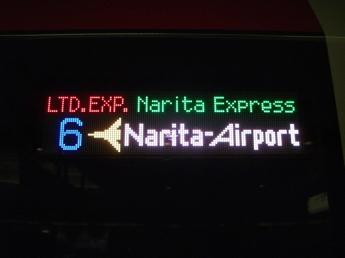 LTD.EXP. Narita Express
6 Narita-Airport